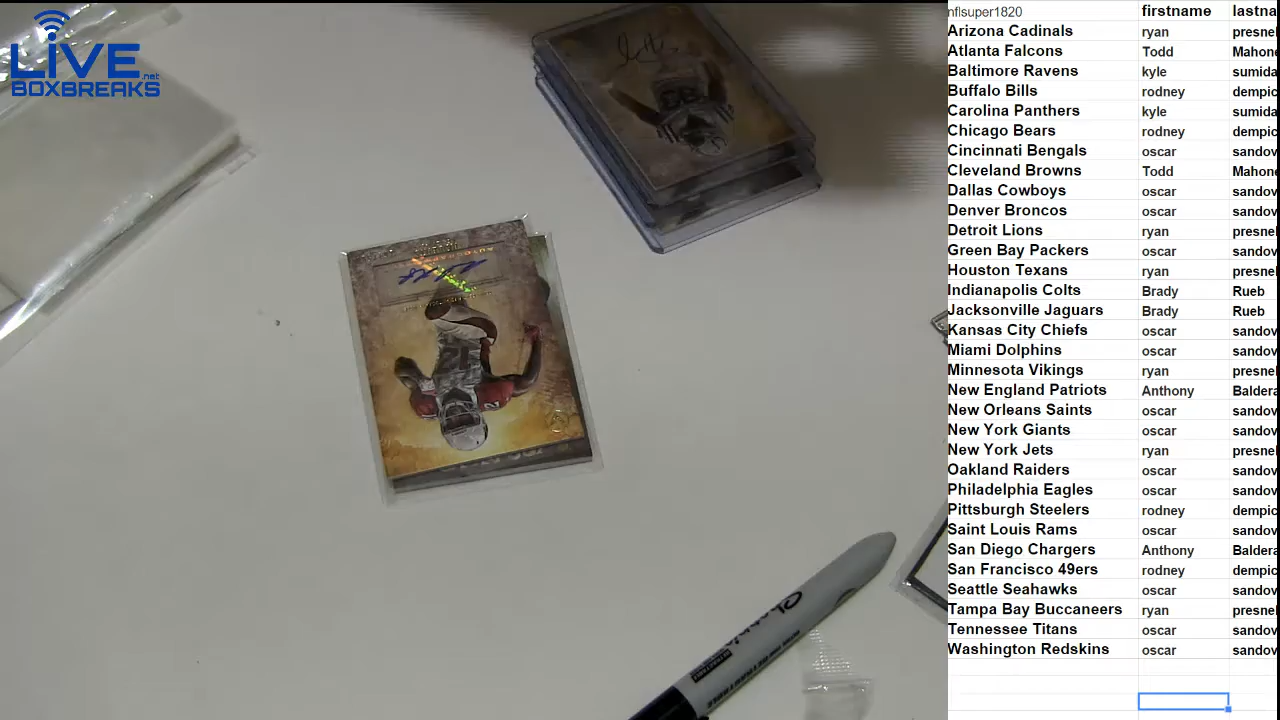 LiVE
.net
BOXBREAKS
nflsuper1820 firstname lastna
Arizona Cadinals ryan presnel
Atlanta Falcons Todd Mahone
Baltimore Ravens kyle sumida
Buffalo Bills rodney dempic
Carolina Panthers kyle sumida
Chicago Bears rodney dempic
Cincinnati Bengals oscar sandov
Cleveland Browns Todd Mahone
Dallas Cowboys oscar sandov
Denver Broncos oscar sandov
Detroit Lions ryan presnel
Green Bay Packers oscar sandov
Houston Texans ryan presnel
Indianapolis Colts Brady Rueb
Jacksonville Jaguars Brady Rueb
Kansas City Chiefs oscar sandov
Miami Dolphins oscar sandov
Minnesota Vikings ryan presnel
New England Patriots Anthony Baldera
New Orleans Saints oscar sandov
New York Giants oscar sandov
New York Jets ryan presnel
Oakland Raiders oscar sandov
Philadelphia Eagles oscar sandov
Pittsburgh Steelers rodney dempic
Saint Louis Rams oscar sandov
San Diego Chargers Anthony Baldera
San Francisco 49ers rodney dempic
Seattle Seahawks oscar sandov
Tampa Bay Buccaneers ryan presnel
Tennessee Titans oscar sandov
Washington Redskins oscar sandov
Sharpie